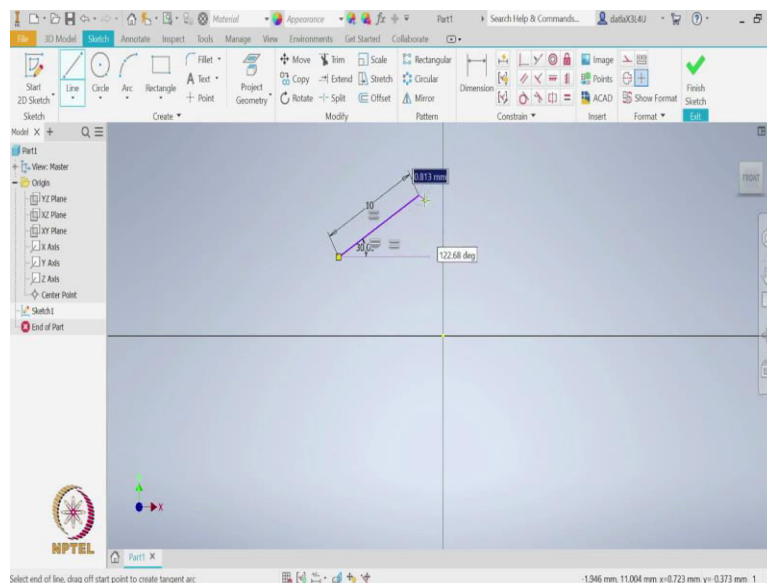 Material Appearance fx Part1 Search Help & Commands... datlaX3L4U
File 3D Model Sketch Annotate Inspect Tools Manage View Environments Get Started Collaborate
Fillet Move Trim Scale Rectangular Image
Text Copy Extend Stretch Circular Points
Start 2D Sketch Line Circle Arc Rectangle Point Project Geometry Rotate Split Offset Mirror Dimension ACAD Show Format Finish Sketch
Sketch Create Modify Pattern Constrain Insert Format Exit
Model
Part1
View: Master
Origin
YZ Plane
XZ Plane
XY Plane
X Axis
Y Axis
Z Axis
Center Point
Sketch1
End of Part
0.813 mm
10
122.68 deg
FRONT
X
NPTEL
Part1 X
Select end of line, drag off start point to create tangent arc
-1.946 mm, 11.004 mm x=0.723 mm, y= 0.373 mm 1